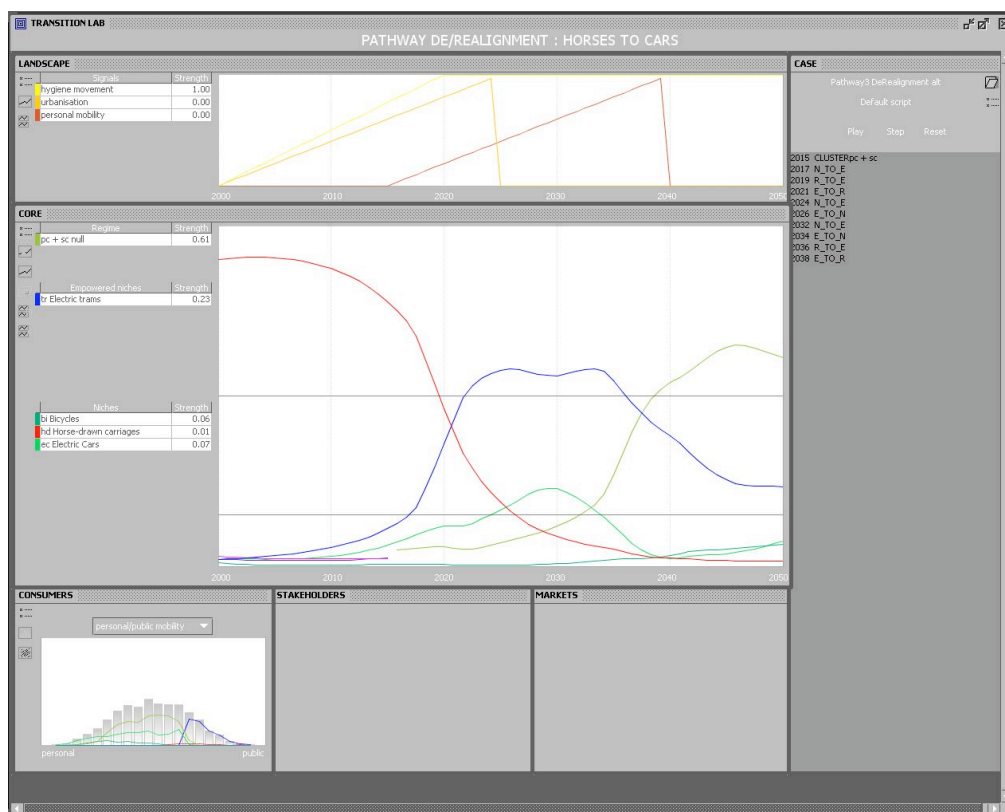 TRANSITION LAB
PATHWAY DE/REALIGNMENT : HORSES TO CARS
LANDSCAPE
Signals Strength
hygiene movement 1.00
urbanisation 0.00
personal mobility 0.00
2000 2010 2020 2030 2040 2050
CORE
Regime Strength
pc + sc null 0.61
Empowered niches Strength
tr Electric trams 0.23
Niches Strength
bi Bicycles 0.06
hd Horse-drawn carriages 0.01
ec Electric Cars 0.07
2000 2010 2020 2030 2040 2050
CONSUMERS
personal/public mobility
personal public
STAKEHOLDERS
MARKETS
CASE
Pathway3 DeRealignment alt
Default script
Play Step Reset
2015 CLUSTERpc + sc
2017 N_TO_E
2019 R_TO_E
2021 E_TO_R
2024 N_TO_E
2026 E_TO_N
2032 N_TO_E
2034 E_TO_N
2036 R_TO_E
2038 E_TO_R